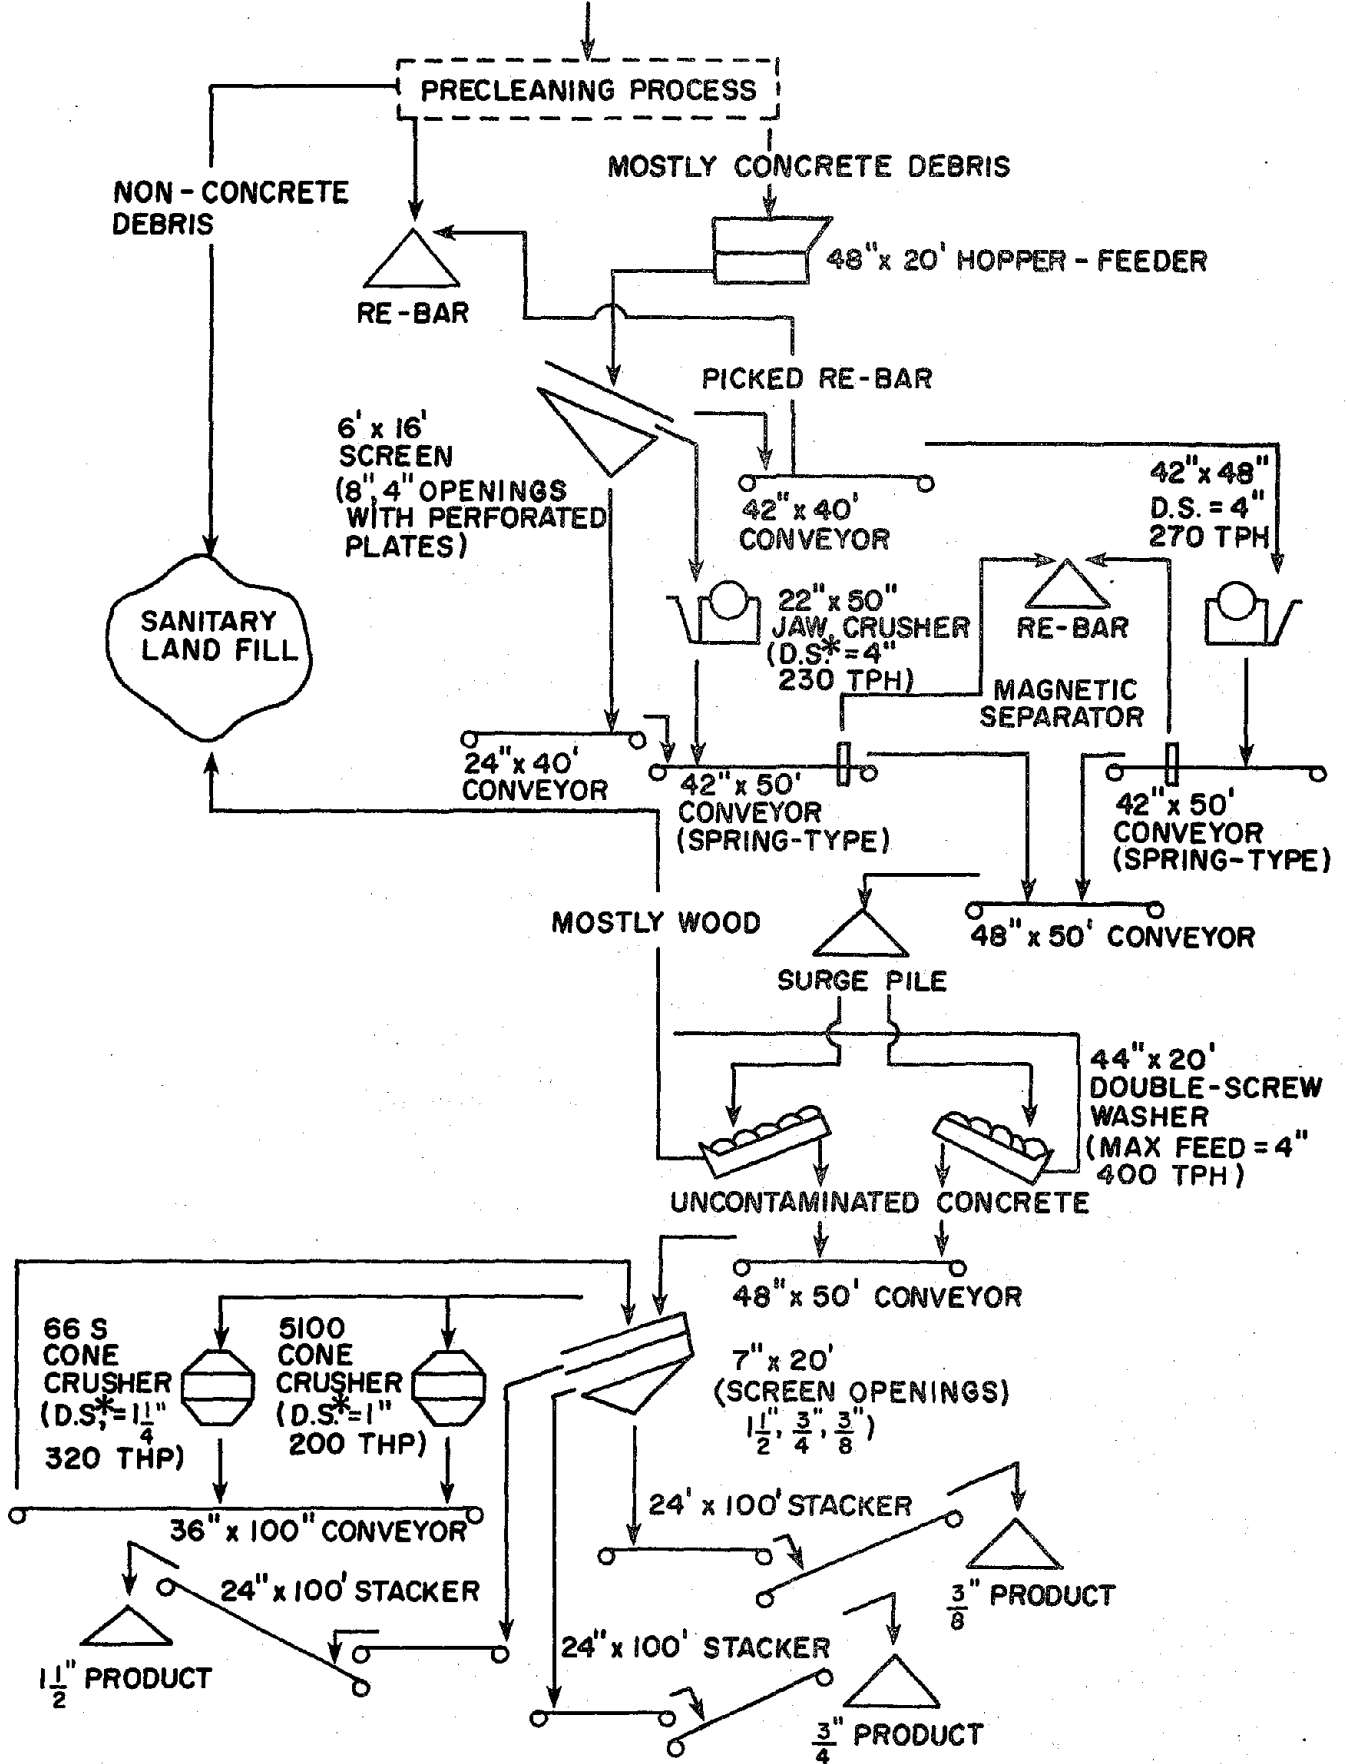 PRECLEANING PROCESS
MOSTLY CONCRETE DEBRIS
NON-CONCRETE
DEBRIS
48" x 20' HOPPER-FEEDER
RE-BAR
PICKED RE-BAR
6' x 16'
SCREEN
(8", 4" OPENINGS
WITH PERFORATED
PLATES)
42" x 40'
CONVEYOR
42" x 48"
D.S. = 4"
270 TPH
SANITARY
LAND FILL
22" x 50"
JAW CRUSHER
(D.S.* = 4"
230 TPH)
RE-BAR
MAGNETIC
SEPARATOR
24" x 40'
CONVEYOR
42" x 50'
CONVEYOR
(SPRING-TYPE)
42" x 50'
CONVEYOR
(SPRING-TYPE)
MOSTLY WOOD
48" x 50' CONVEYOR
SURGE PILE
44" x 20'
DOUBLE-SCREW
WASHER
(MAX FEED = 4"
400 TPH)
UNCONTAMINATED CONCRETE
48" x 50' CONVEYOR
66 S
CONE
CRUSHER
(D.S.* = 1 1/4"
320 THP)
5100
CONE
CRUSHER
(D.S.* = 1"
200 THP)
7" x 20'
(SCREEN OPENINGS)
1 1/2", 3/4", 3/8")
36" x 100" CONVEYOR
24' x 100' STACKER
24" x 100' STACKER
3/8" PRODUCT
24" x 100' STACKER
1 1/2" PRODUCT
3/4" PRODUCT